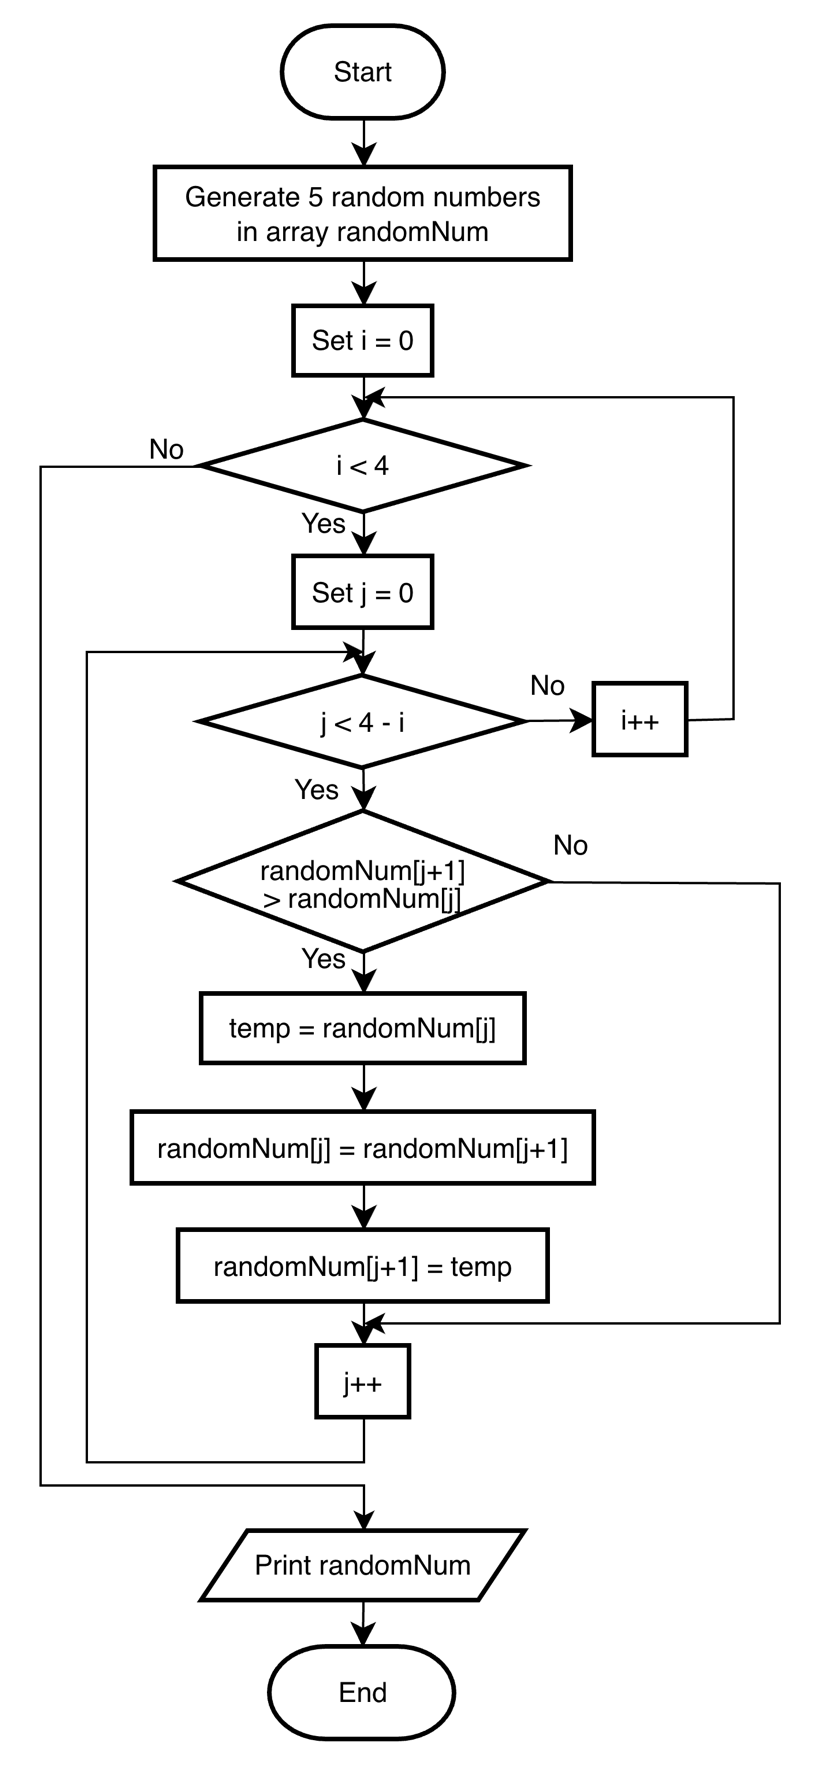 Start
Generate 5 random numbers
in array randomNum
Set i = 0
No
i < 4
Yes
Set j = 0
No
j < 4 - i
i++
Yes
No
randomNum[j+1]
> randomNum[j]
Yes
temp = randomNum[j]
randomNum[j] = randomNum[j+1]
randomNum[j+1] = temp
j++
Print randomNum
End